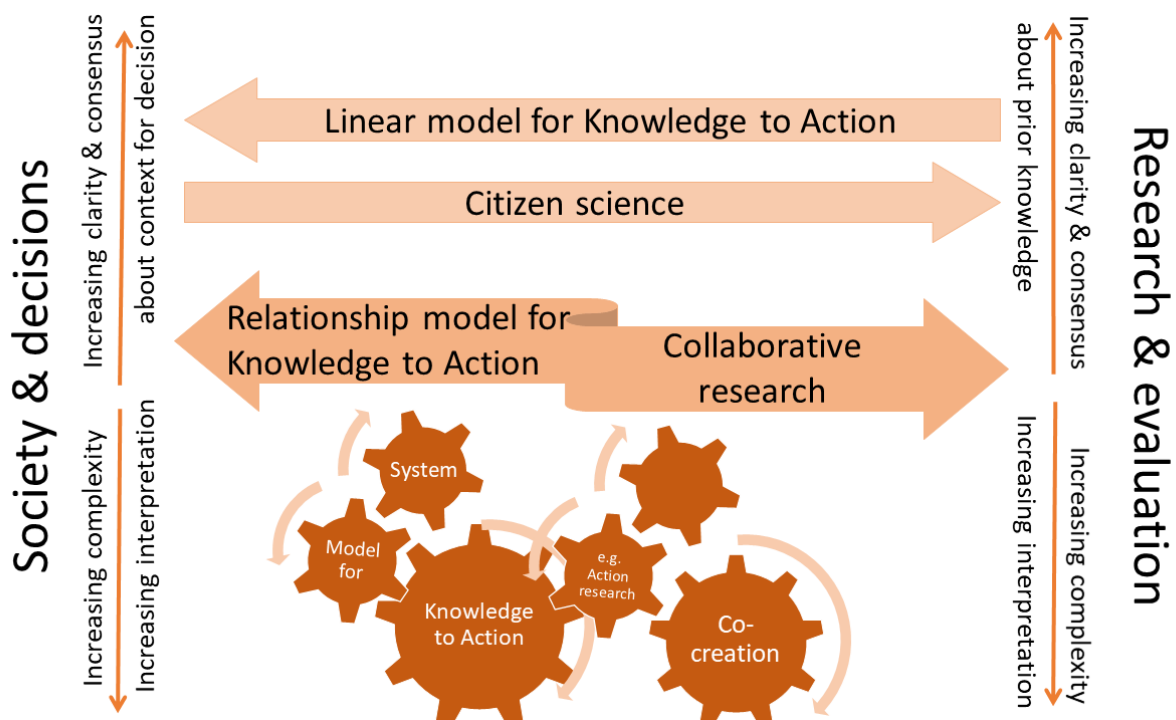 Society & decisions
Increasing clarity & consensus
about context for decision
Increasing complexity
Increasing interpretation
Linear model for Knowledge to Action
Citizen science
Relationship model for
Knowledge to Action
Collaborative
research
System
Model
for
Knowledge
to Action
e.g.
Action
research
Co-
creation
about prior knowledge
Increasing clarity & consensus
Increasing interpretation
Increasing complexity
Research & evaluation